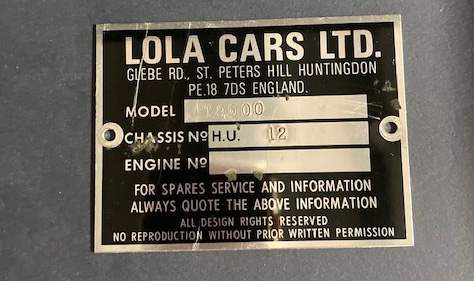 LOLA CARS LTD.
GLEBE RD., ST. PETERS HILL HUNTINGDON
PE.18 7DS ENGLAND.
MODEL
CHASSIS Nº H.U. 12
ENGINE Nº
FOR SPARES SERVICE AND INFORMATION
ALWAYS QUOTE THE ABOVE INFORMATION
ALL DESIGN RIGHTS RESERVED
NO REPRODUCTION WITHOUT PRIOR WRITTEN PERMISSION